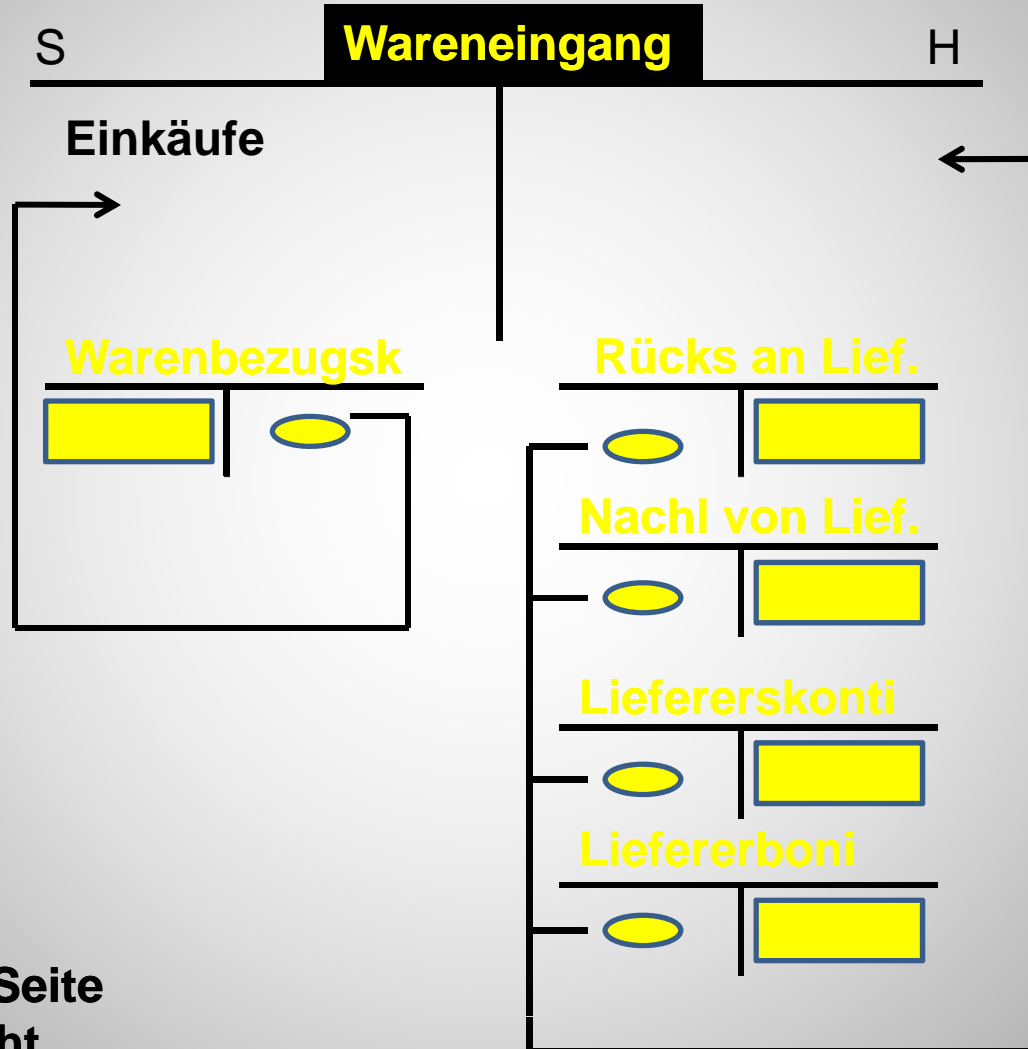 S Wareneingang H
Einkäufe
Warenbezugsk
Rücks an Lief.
Nachl von Lief.
Liefererskonti
Liefererboni
Seite